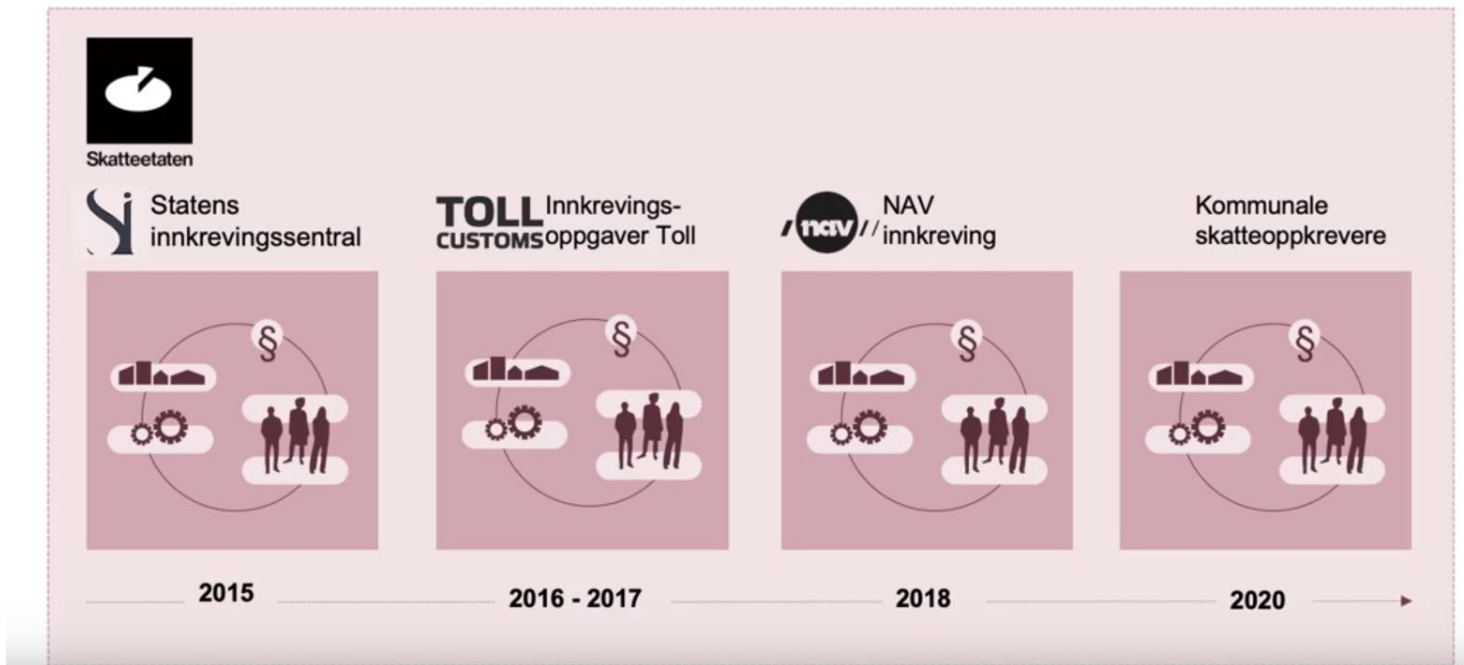 Skatteetaten
Statens
innkrevingssentral
TOLL
CUSTOMS
Innkrevings-
oppgaver Toll
nav
NAV
innkreving
Kommunale
skatteoppkrevere
§
§
§
§
2015
2016 - 2017
2018
2020